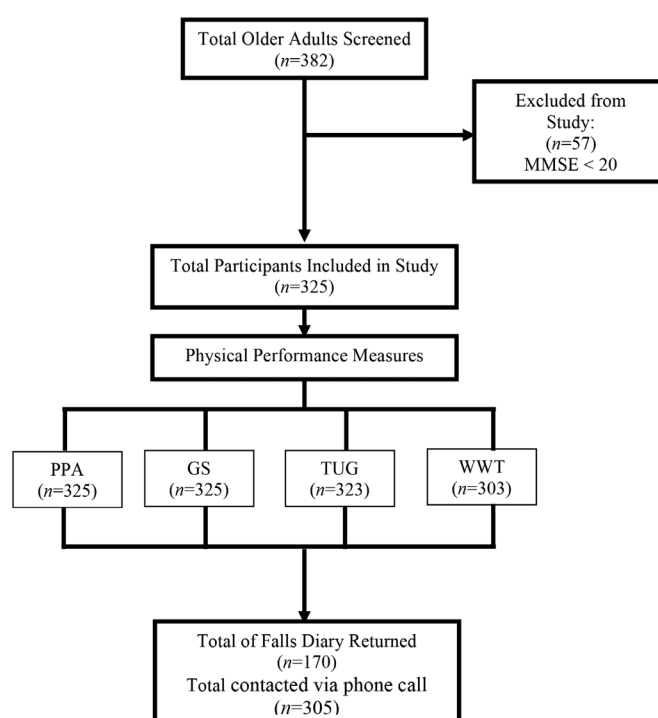 Total Older Adults Screened
(n=382)
Excluded from
Study:
(n=57)
MMSE < 20
Total Participants Included in Study
(n=325)
Physical Performance Measures
PPA
(n=325)
GS
(n=325)
TUG
(n=323)
WWT
(n=303)
Total of Falls Diary Returned
(n=170)
Total contacted via phone call
(n=305)